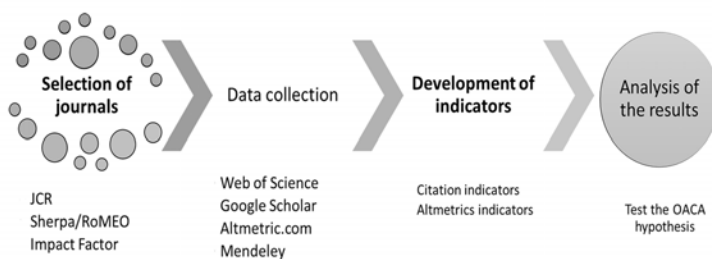 Selection of
journals
Data collection
Development of
indicators
Analysis of
the results
JCR
Sherpa/RoMEO
Impact Factor
Web of Science
Google Scholar
Altmetric.com
Mendeley
Citation indicators
Altmetrics indicators
Test the OACA
hypothesis